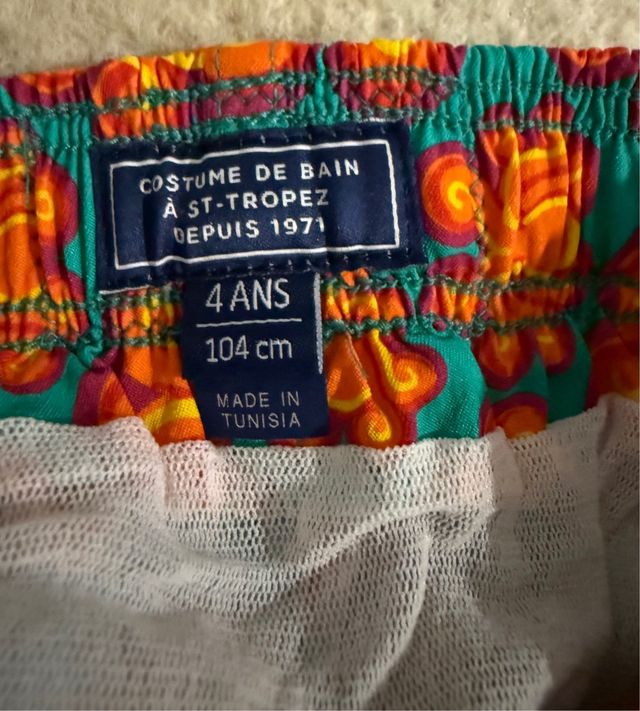 COSTUME DE BAIN
À ST-TROPEZ
DEPUIS 1971
4 ANS
104 cm
MADE IN
TUNISIA